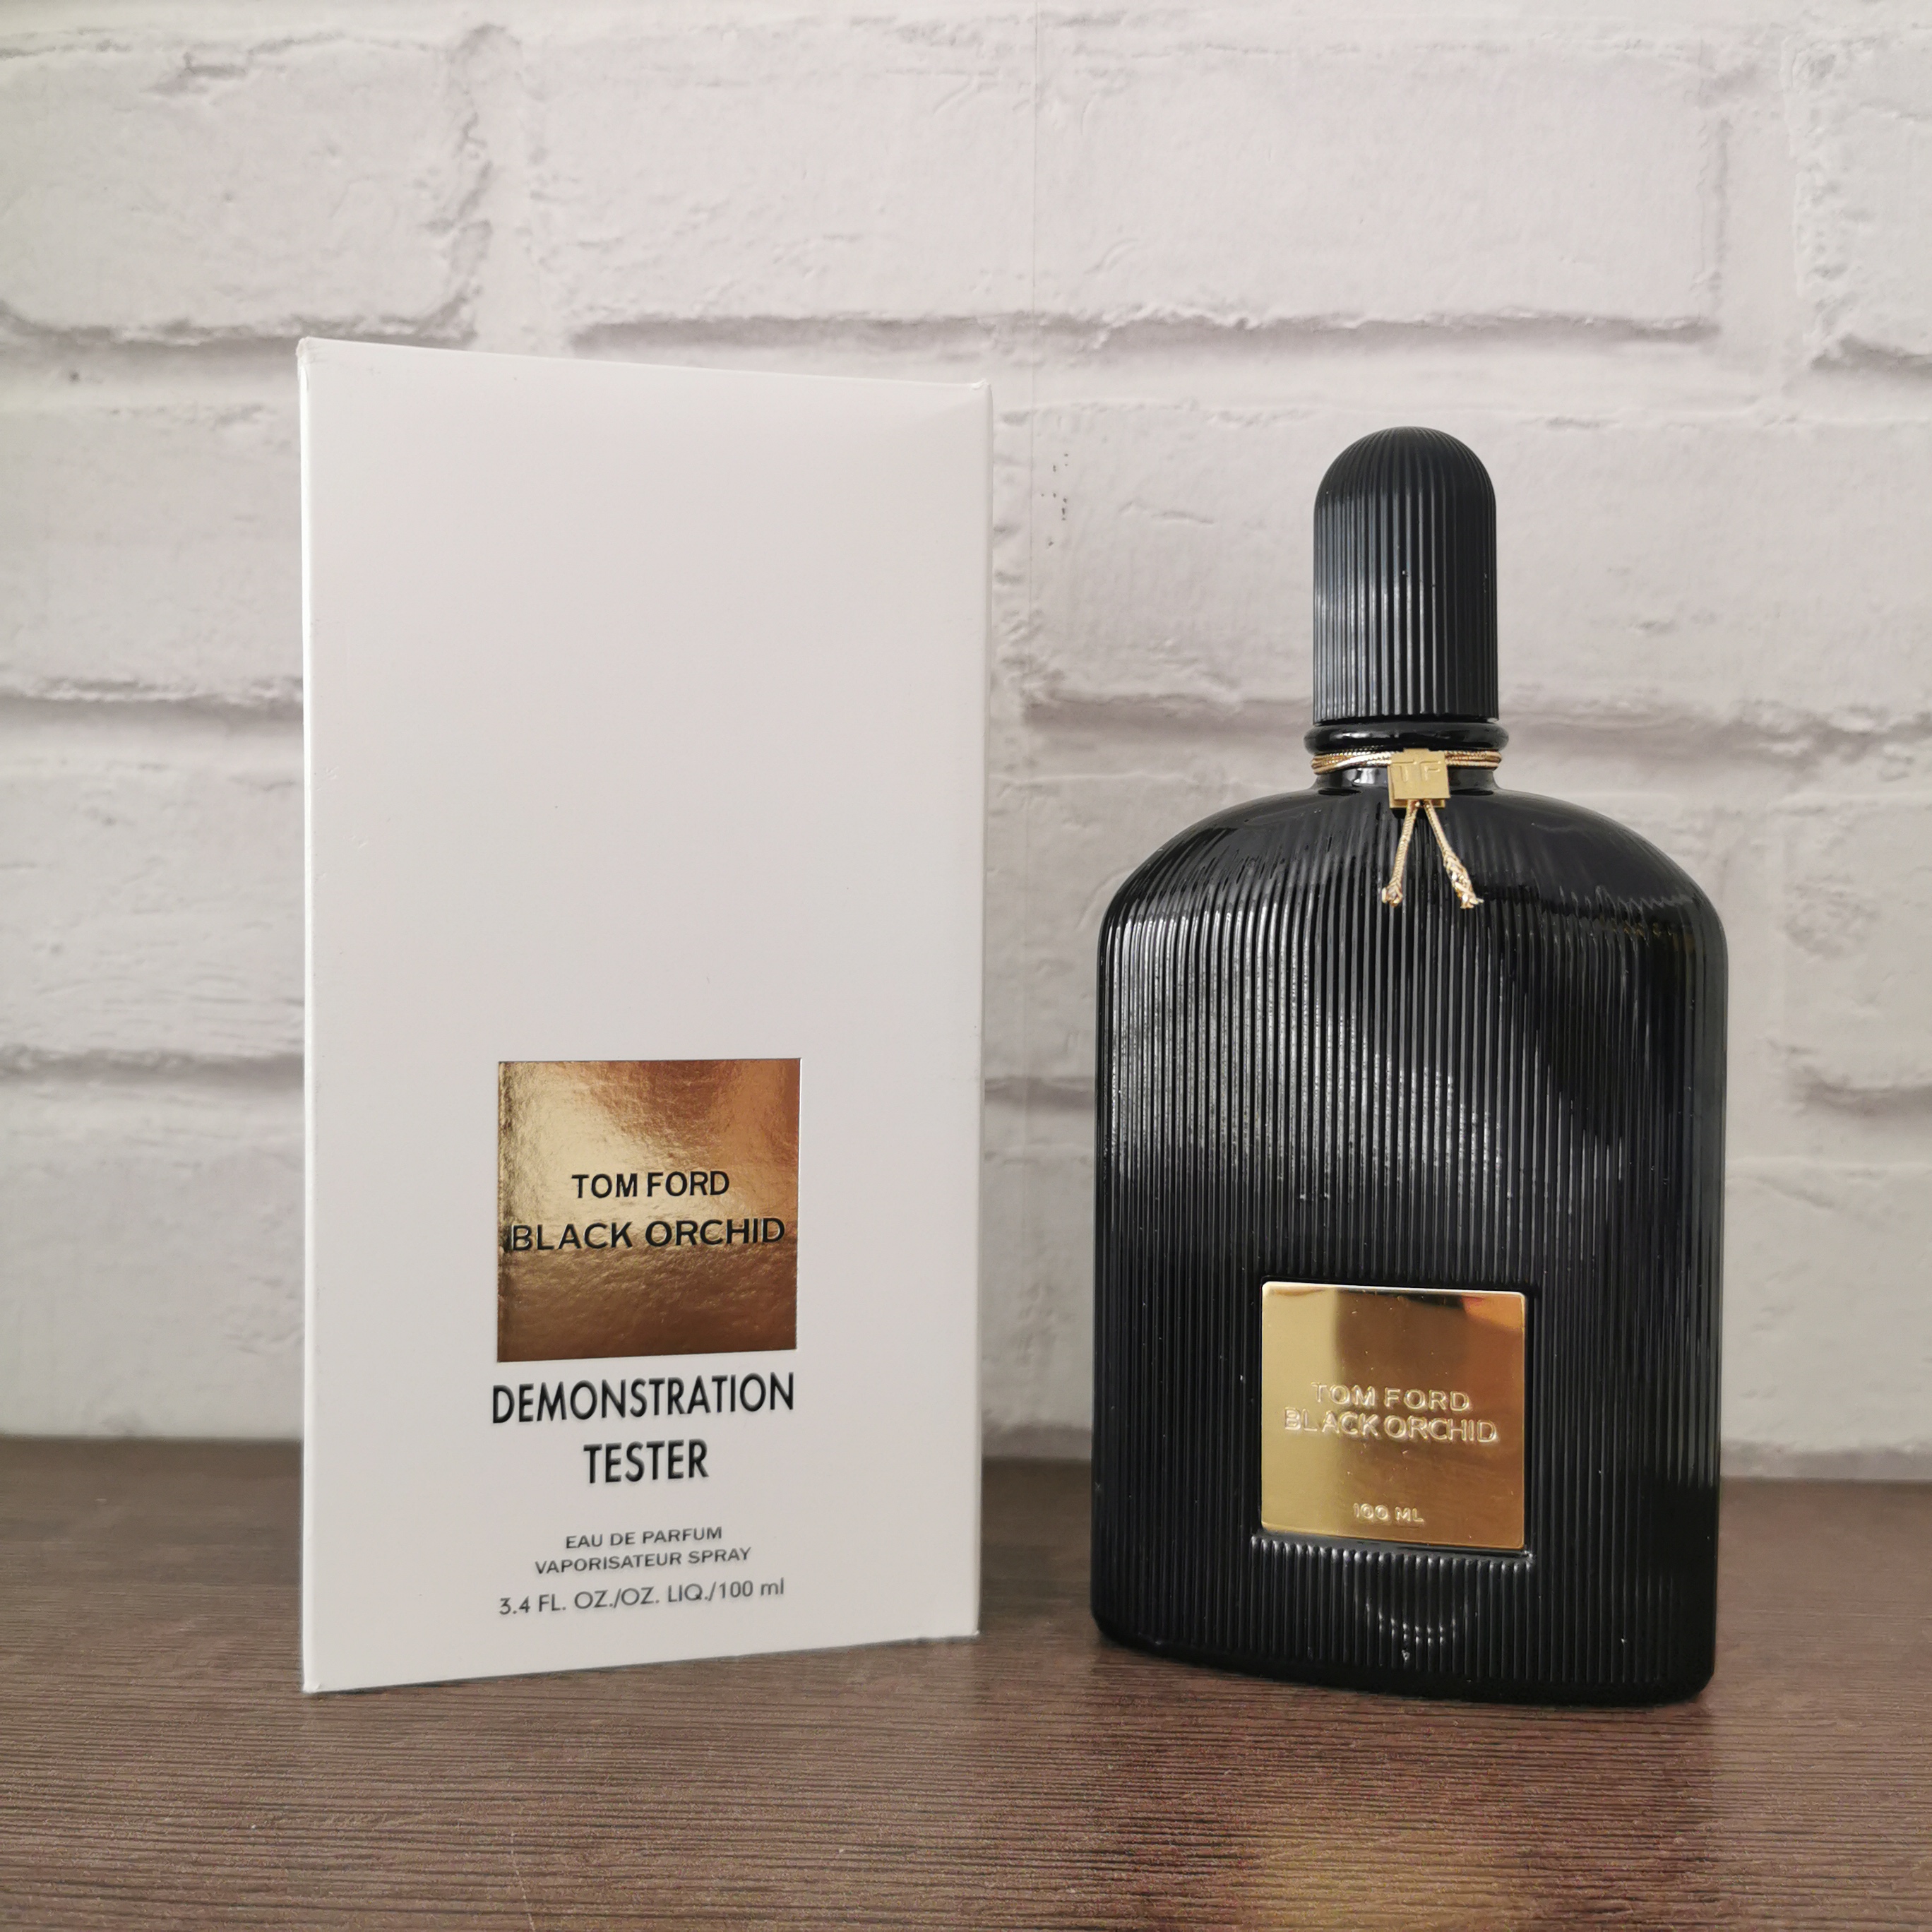 TOM FORD
BLACK ORCHID
DEMONSTRATION
TESTER
EAU DE PARFUM
VAPORISATEUR SPRAY
3.4 FL. OZ./OZ. LIQ./100 ml
TF
TOM FORD
BLACK ORCHID
100 ML